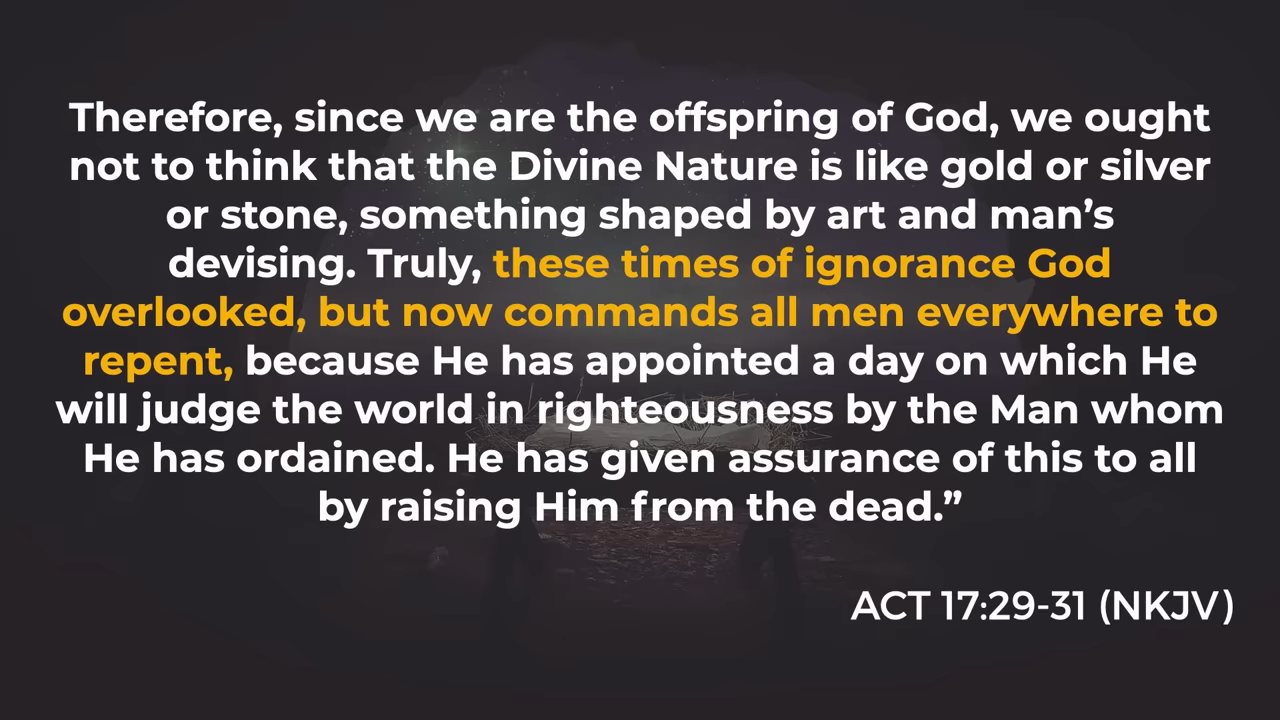 Therefore, since we are the offspring of God, we ought
not to think that the Divine Nature is like gold or silver
or stone, something shaped by art and man’s
devising. Truly, these times of ignorance God
overlooked, but now commands all men everywhere to
repent, because He has appointed a day on which He
will judge the world in righteousness by the Man whom
He has ordained. He has given assurance of this to all
by raising Him from the dead.”
ACT 17:29-31 (NKJV)